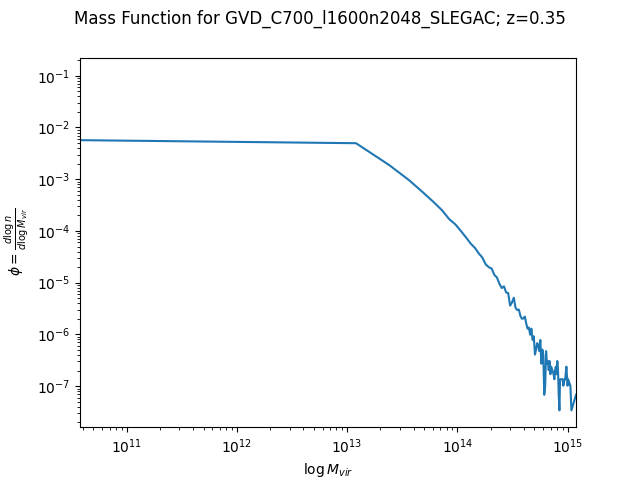 Mass Function for GVD_C700_l1600n2048_SLEGAC; z=0.35
10⁻¹
10⁻²
10⁻³
10⁻⁴
10⁻⁵
10⁻⁶
10⁻⁷
ϕ = d log n / d log M_vir
10¹¹ 10¹² 10¹³ 10¹⁴ 10¹⁵
log M_vir